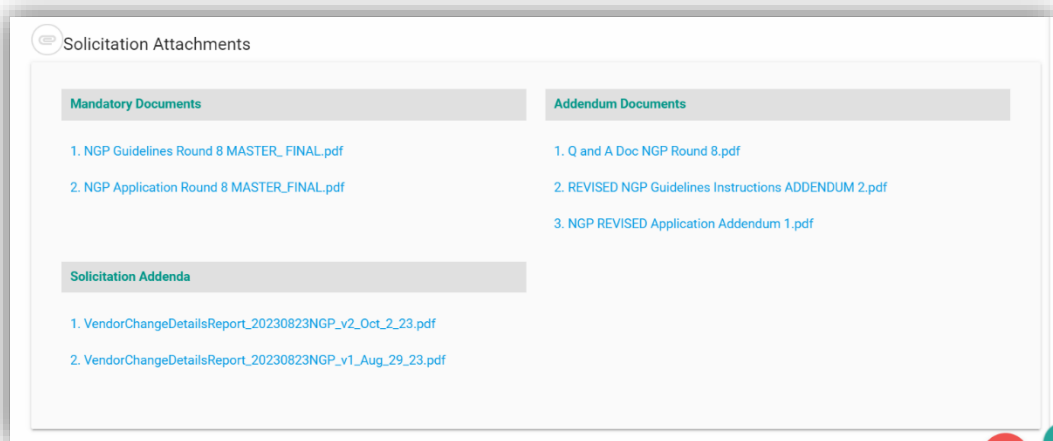 Solicitation Attachments
Mandatory Documents
1. NGP Guidelines Round 8 MASTER_ FINAL.pdf
2. NGP Application Round 8 MASTER_FINAL.pdf
Addendum Documents
1. Q and A Doc NGP Round 8.pdf
2. REVISED NGP Guidelines Instructions ADDENDUM 2.pdf
3. NGP REVISED Application Addendum 1.pdf
Solicitation Addenda
1. VendorChangeDetailsReport_20230823NGP_v2_Oct_2_23.pdf
2. VendorChangeDetailsReport_20230823NGP_v1_Aug_29_23.pdf